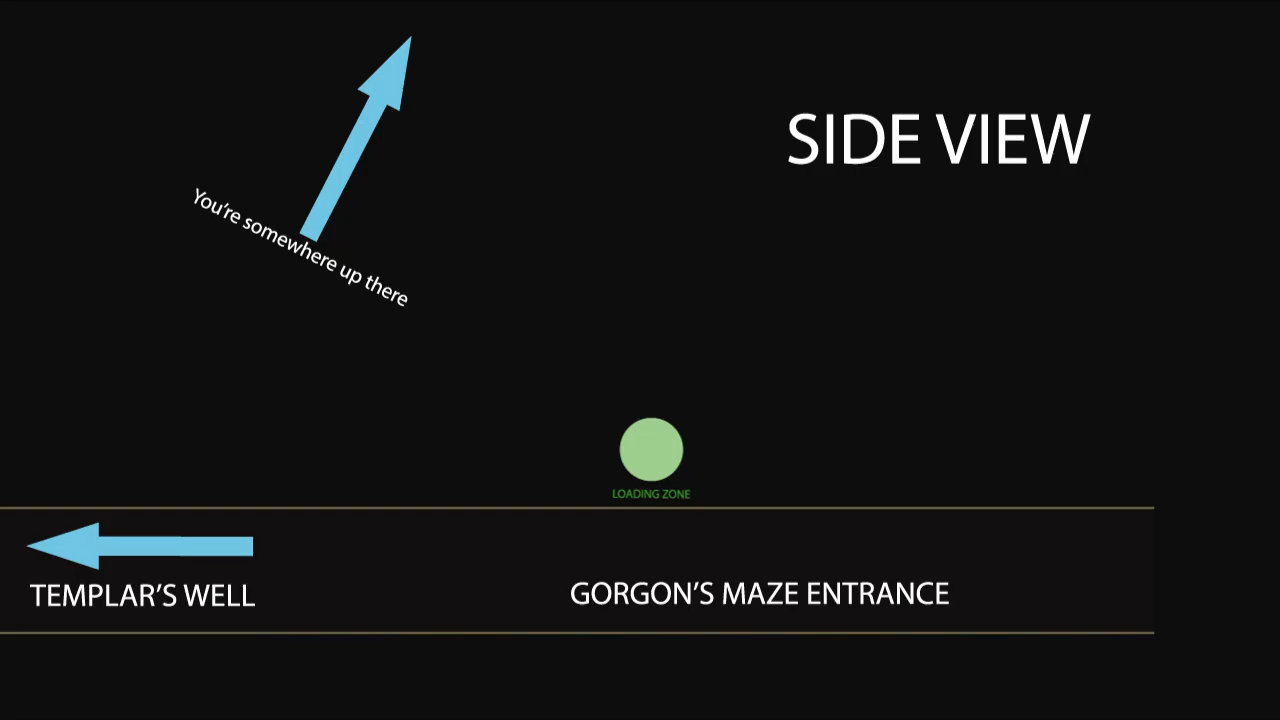 SIDE VIEW
You're somewhere up there
LOADING ZONE
TEMPLAR'S WELL
GORGON'S MAZE ENTRANCE